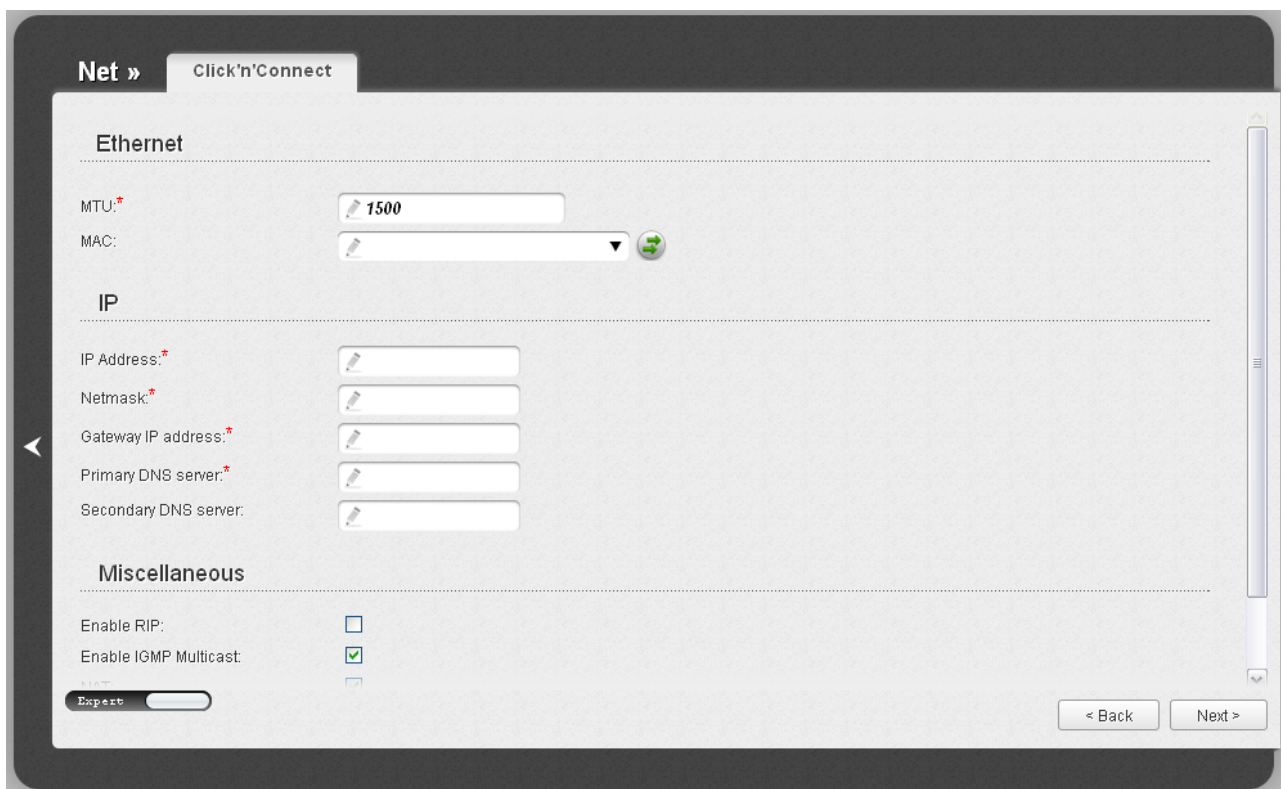 Net » Click'n'Connect
Ethernet
MTU:* 1500
MAC:
IP
IP Address:*
Netmask:*
Gateway IP address:*
Primary DNS server:*
Secondary DNS server:
Miscellaneous
Enable RIP:
Enable IGMP Multicast:
NAT:
Expert
< Back Next >